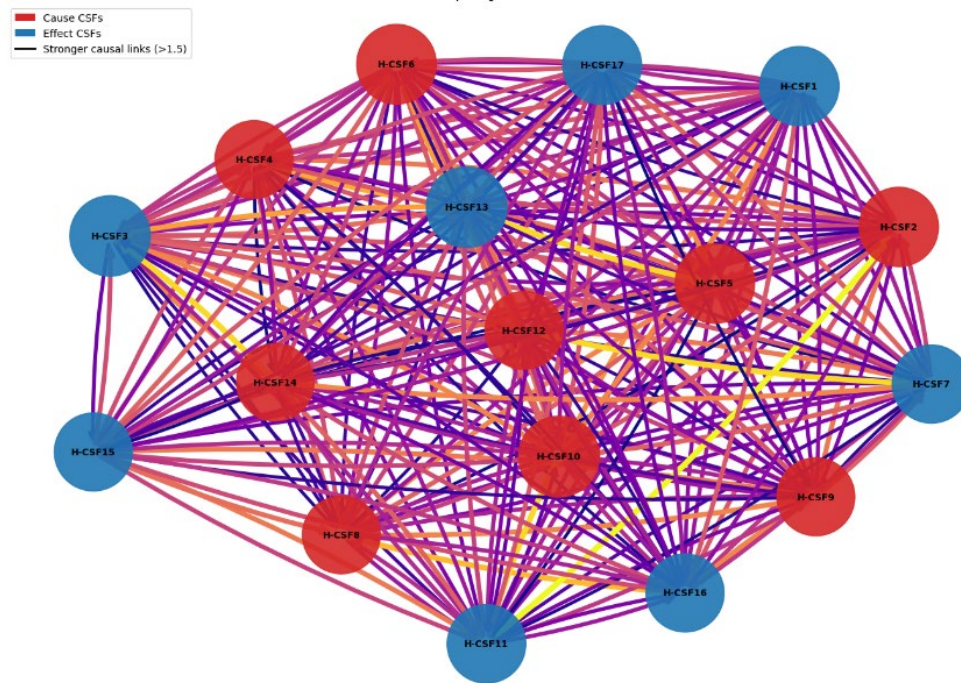 Cause CSFs
Effect CSFs
Stronger causal links (>1.5)
H-CSF6
H-CSF17
H-CSF1
H-CSF4
H-CSF13
H-CSF3
H-CSF2
H-CSF5
H-CSF12
H-CSF14
H-CSF7
H-CSF15
H-CSF10
H-CSF9
H-CSF8
H-CSF16
H-CSF11